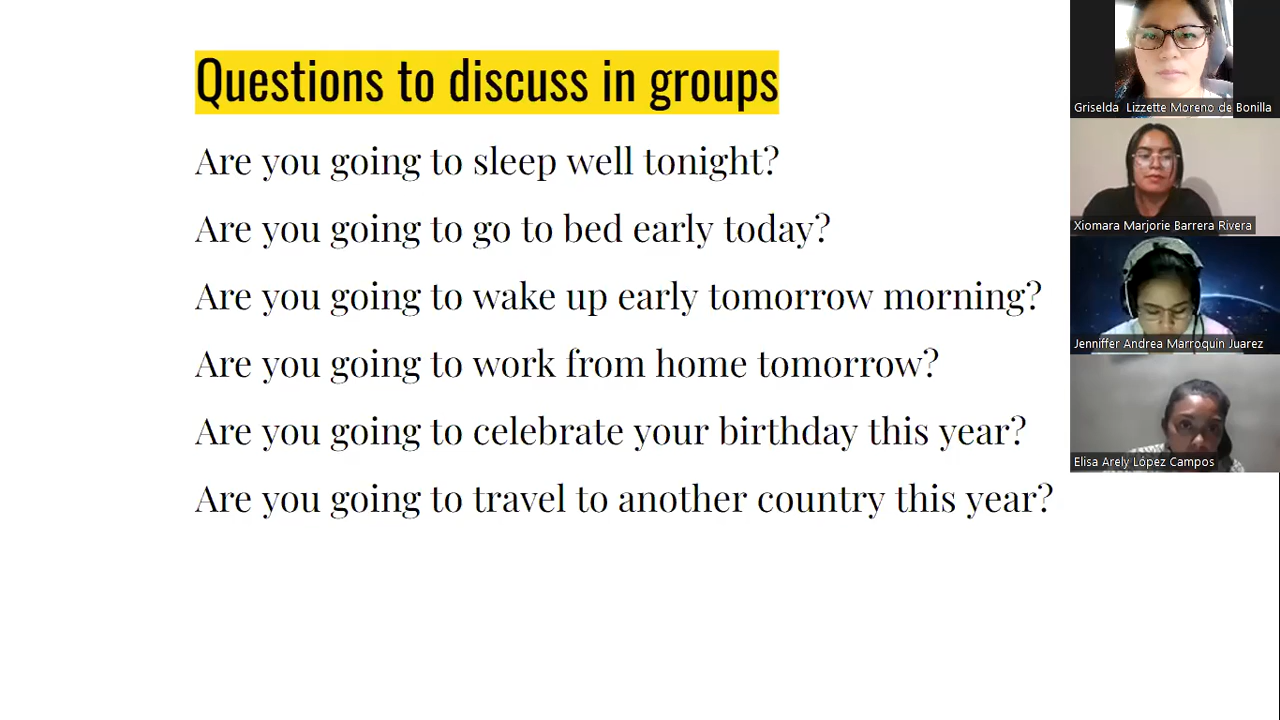 Questions to discuss in groups
Are you going to sleep well tonight?
Are you going to go to bed early today?
Are you going to wake up early tomorrow morning?
Are you going to work from home tomorrow?
Are you going to celebrate your birthday this year?
Are you going to travel to another country this year?
Griselda Lizzette Moreno de Bonilla
Xiomara Marjorie Barrera Rivera
Jenniffer Andrea Marroquin Juarez
Elisa Arely López Campos